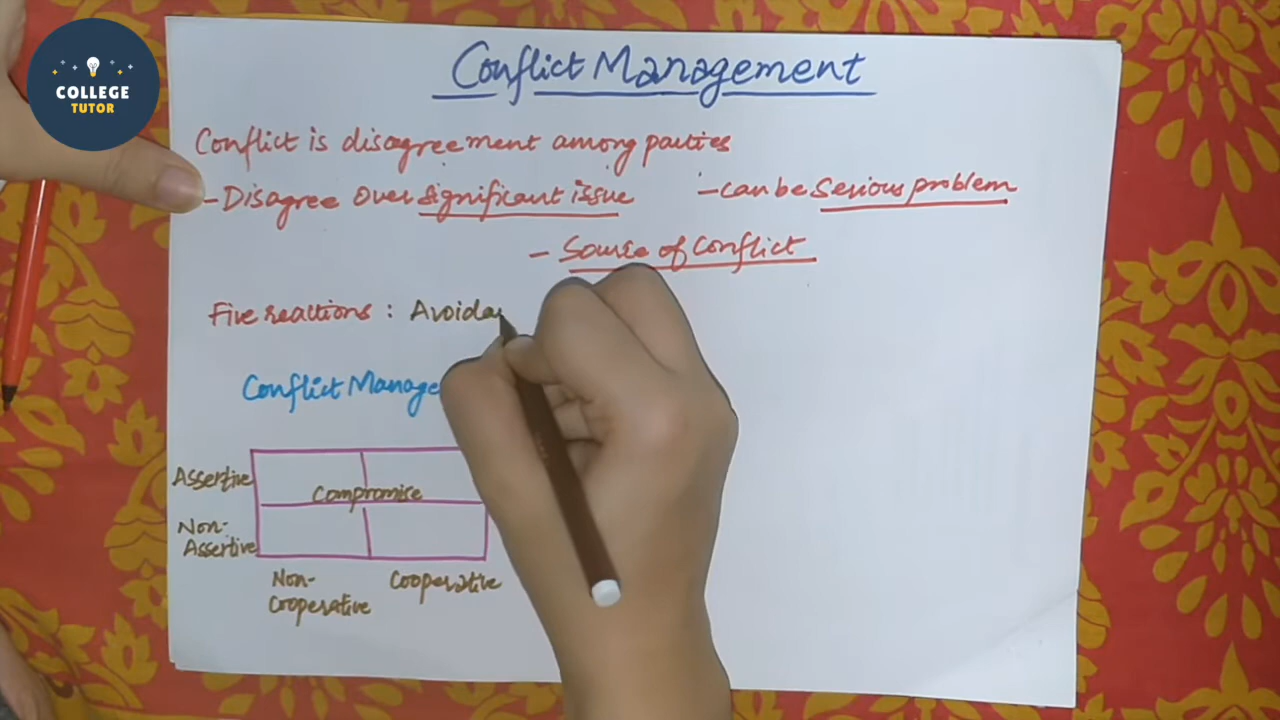 COLLEGE
TUTOR
Conflict Management
Conflict is disagreement among parties
- Disagree over significant issue - can be serious problem
- Source of Conflict
Five reactions :
Conflict
Assertive
Compromise
Non-
Assertive
Non-
Cooperative
Cooperative